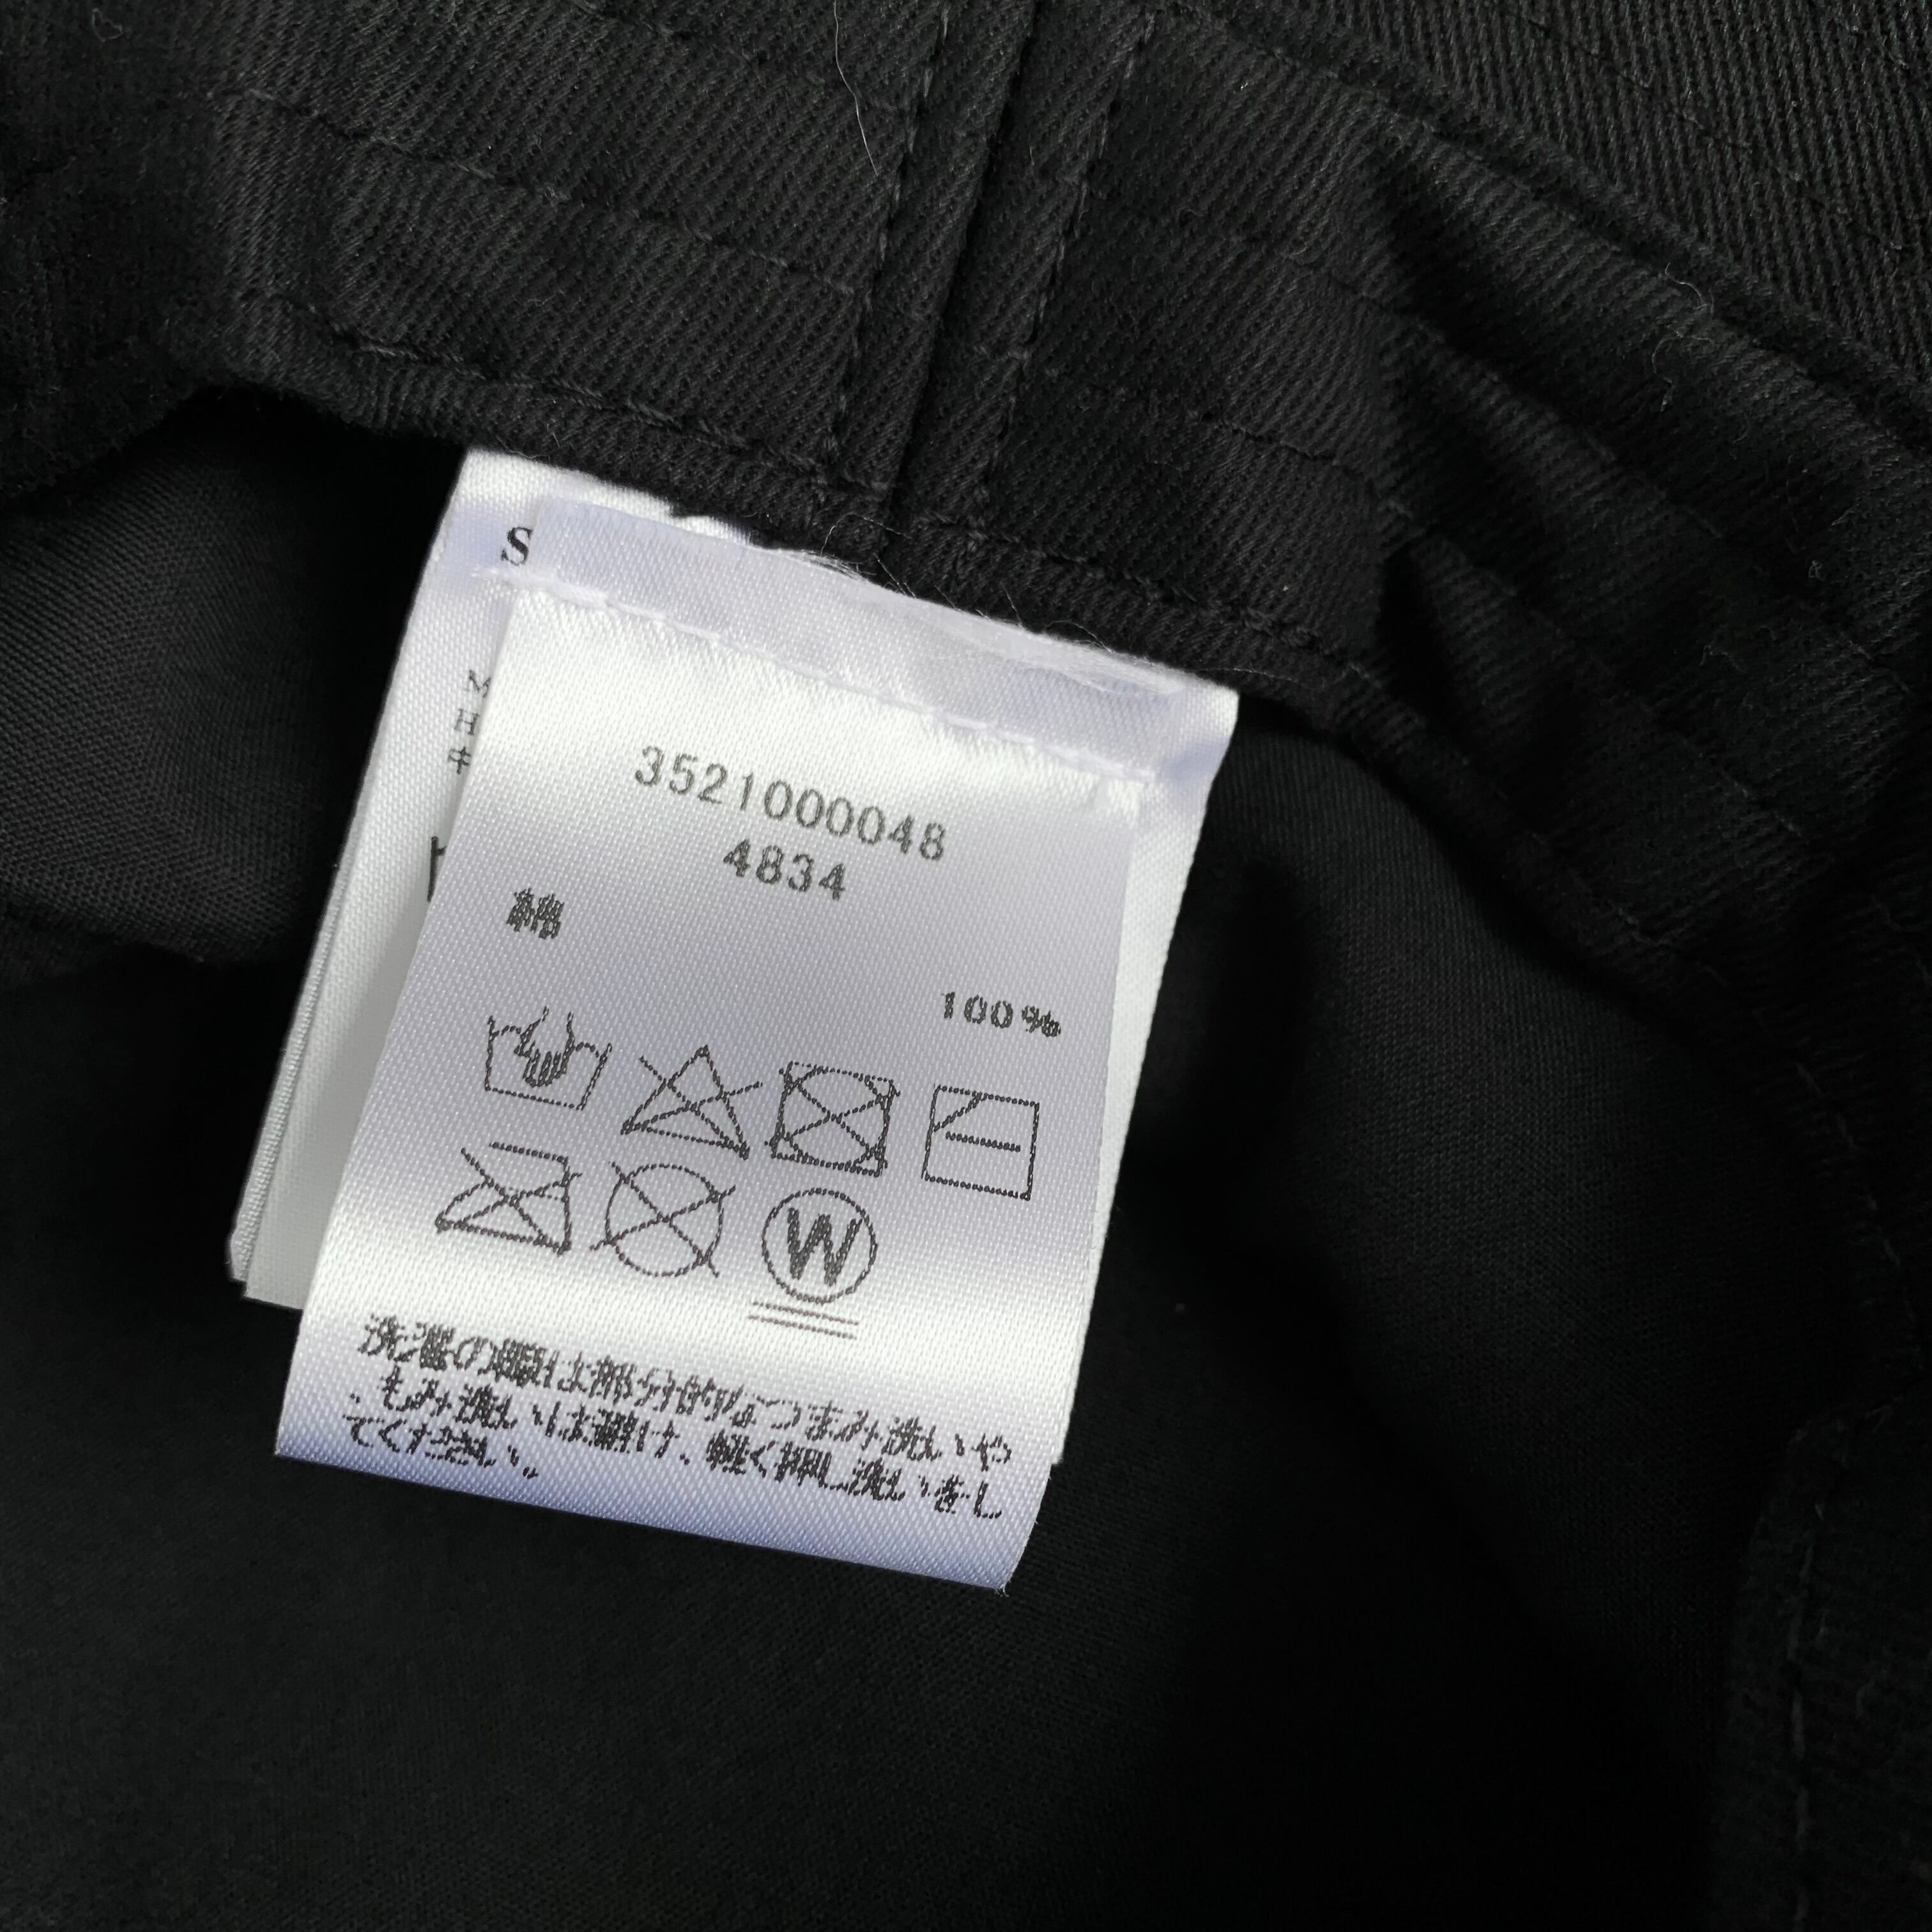 S
M
H
キ
3521000048
4834
綿
100%
W
洗濯の際は部分的なつまみ洗いや
、もみ洗いは避け、軽く押し洗いをし
てください。